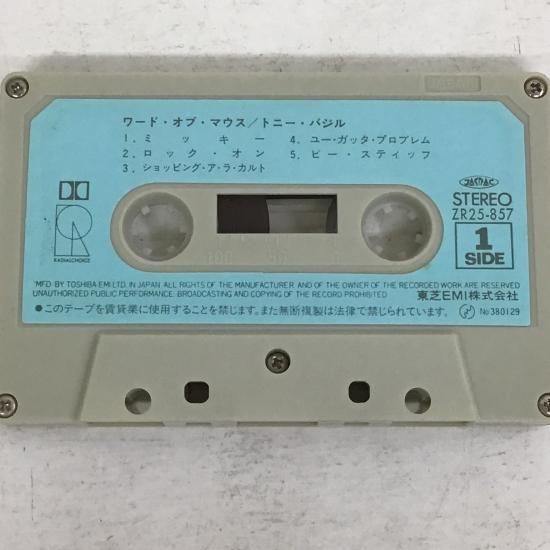 ワード・オブ・マウス／トニー・バジル
1. ミッキー
2. ロック・オン
3. ショッピング・ア・ラ・カルト
4. ユー・ガッタ・プロブレム
5. ビー・スティッフ
RADIALCHOICE
JASRAC
STEREO
ZR25-857
1
SIDE
100 50
"MFD. BY TOSHIBA EMI LTD. IN JAPAN ALL RIGHTS OF THE MANUFACTURER AND OF THE OWNER OF THE RECORDED WORK ARE RESERVED
UNAUTHORIZED PUBLIC PERFORMANCE BROADCASTING AND COPYING OF THE RECORD PROHIBITED
東芝EMI株式会社
●このテープを賃貸業に使用することを禁じます。また無断複製は法律で禁じられています。
No380129